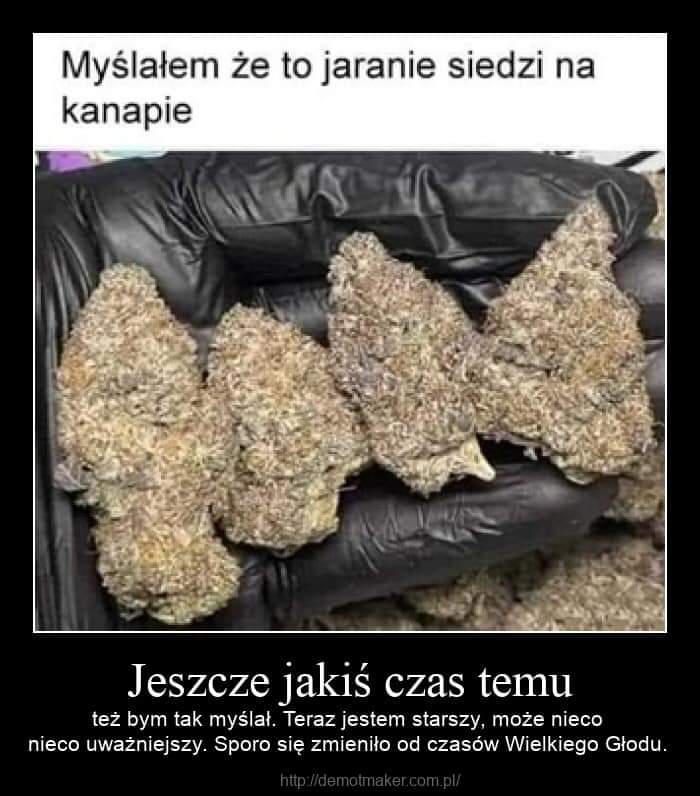 Myślałem że to jaranie siedzi na
kanapie
Jeszcze jakiś czas temu
też bym tak myślał. Teraz jestem starszy, może nieco
nieco uważniejszy. Sporo się zmieniło od czasów Wielkiego Głodu.
http://demotmaker.com.pl/